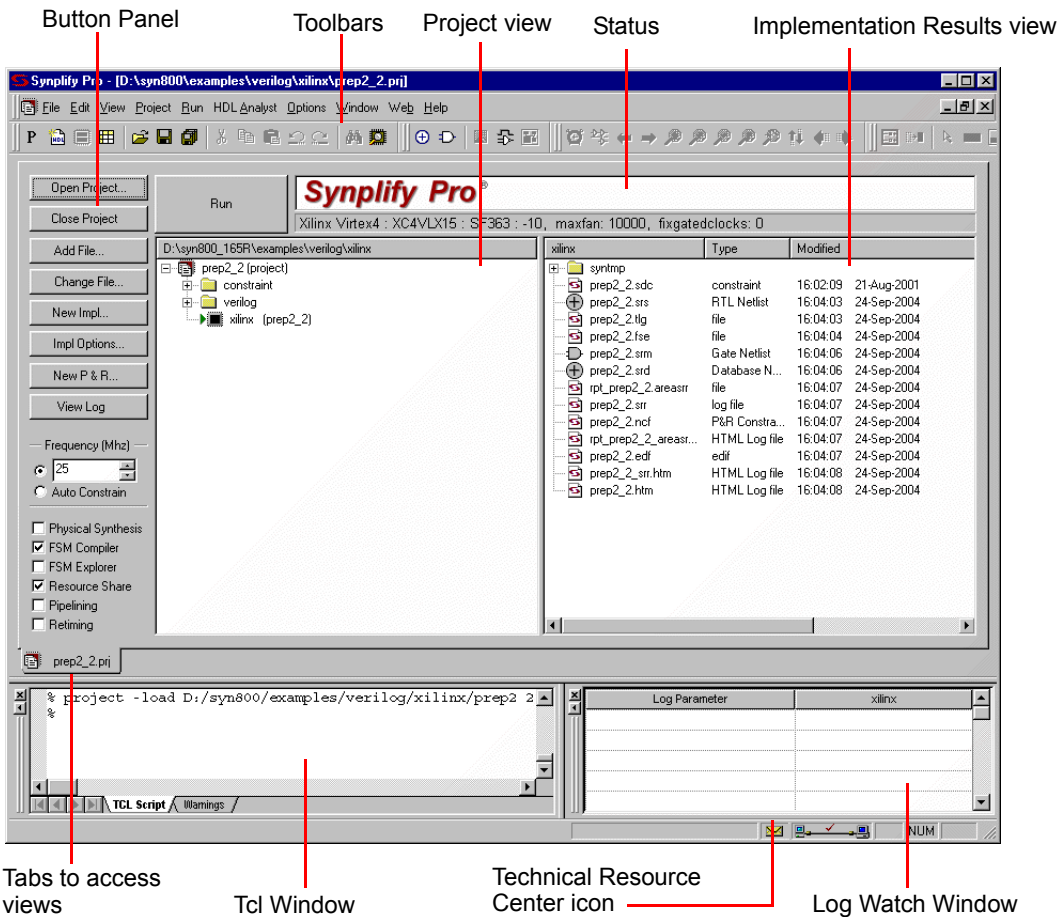 Button Panel
Toolbars
Project view
Status
Implementation Results view
Synplify Pro - [D:\syn800\examples\verilog\xilinx\prep2_2.prj]
File Edit View Project Run HDL Analyst Options Window Web Help
P
Open Project...
Close Project
Add File...
Change File...
New Impl...
Impl Options...
New P & R...
View Log
Frequency (Mhz)
25
Auto Constrain
Physical Synthesis
FSM Compiler
FSM Explorer
Resource Share
Pipelining
Retiming
Run
Synplify Pro®
Xilinx Virtex4 : XC4VLX15 : SF363 : -10, maxfan: 10000, fixgatedclocks: 0
D:\syn800_165R\examples\verilog\xilinx
prep2_2 (project)
constraint
verilog
xilinx (prep2_2)
xilinx Type Modified
syntmp
prep2_2.sdc constraint 16:02:09 21-Aug-2001
prep2_2.srs RTL Netlist 16:04:03 24-Sep-2004
prep2_2.tlg file 16:04:03 24-Sep-2004
prep2_2.fse file 16:04:04 24-Sep-2004
prep2_2.srm Gate Netlist 16:04:06 24-Sep-2004
prep2_2.srd Database N... 16:04:06 24-Sep-2004
rpt_prep2_2.areasrr file 16:04:07 24-Sep-2004
prep2_2.srr log file 16:04:07 24-Sep-2004
prep2_2.ncf P&R Constra... 16:04:07 24-Sep-2004
rpt_prep2_2_areasr... HTML Log file 16:04:07 24-Sep-2004
prep2_2.edf edif 16:04:07 24-Sep-2004
prep2_2_srr.htm HTML Log file 16:04:08 24-Sep-2004
prep2_2.htm HTML Log file 16:04:08 24-Sep-2004
prep2_2.prj
% project -load D:/syn800/examples/verilog/xilinx/prep2 2
%
TCL Script Warnings
Log Parameter xilinx
NUM
Tabs to access
views
Tcl Window
Technical Resource
Center icon
Log Watch Window